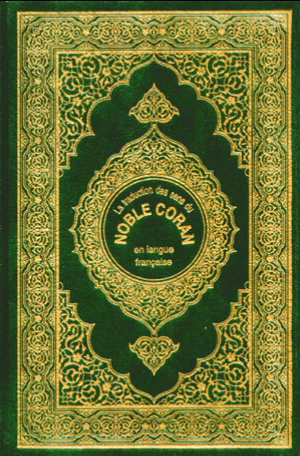 La traduction des sens du
NOBLE CORAN
en langue
française